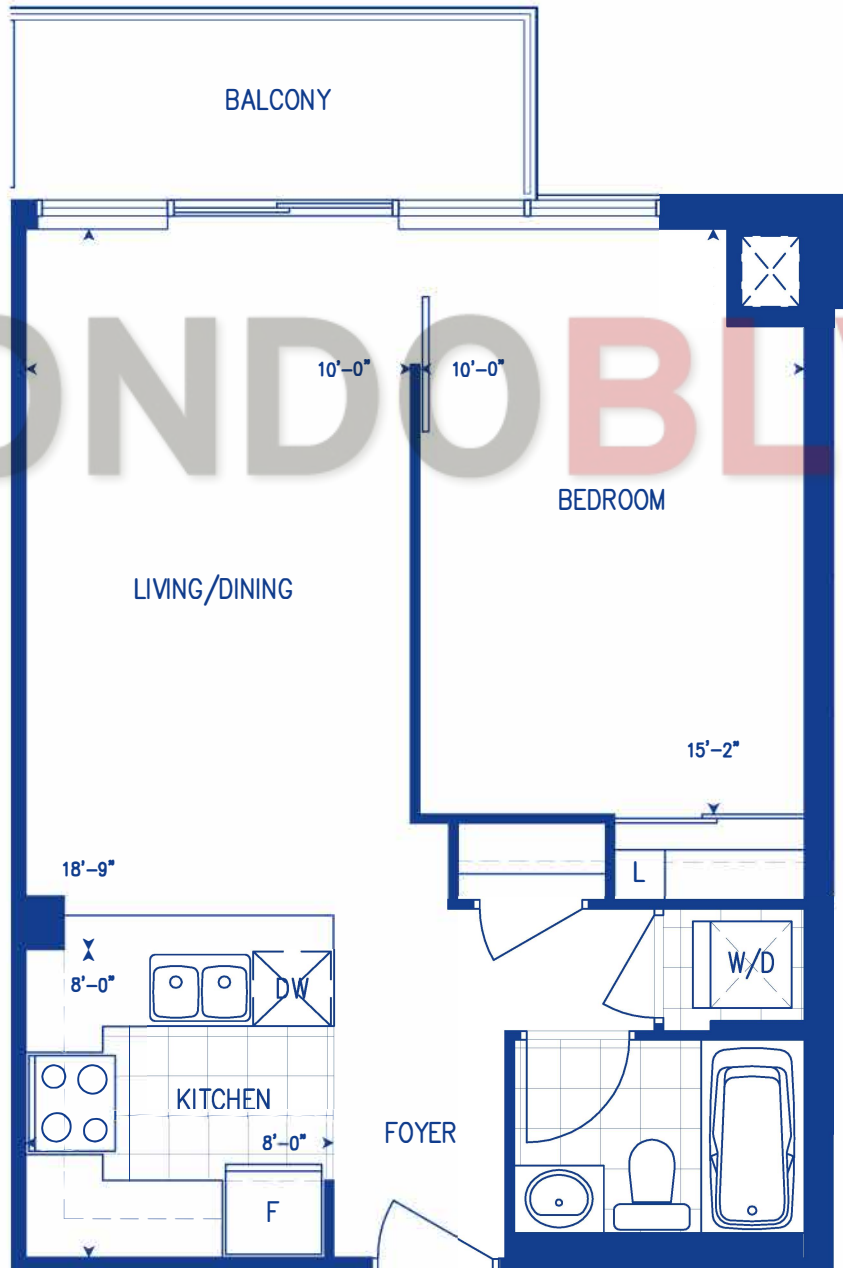 BALCONY
ONDOBL
10'-0" 10'-0"
BEDROOM
LIVING/DINING
15'-2"
18'-9"
L
8'-0"
DW
W/D
KITCHEN
8'-0"
FOYER
F